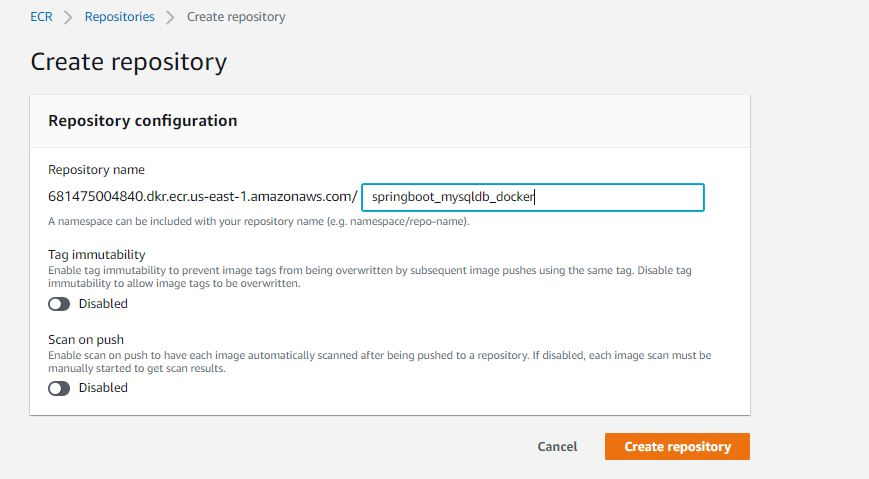 ECR > Repositories > Create repository
Create repository
Repository configuration
Repository name
681475004840.dkr.ecr.us-east-1.amazonaws.com/ springboot_mysqldb_docker
A namespace can be included with your repository name (e.g. namespace/repo-name).
Tag immutability
Enable tag immutability to prevent image tags from being overwritten by subsequent image pushes using the same tag. Disable tag
immutability to allow image tags to be overwritten.
Disabled
Scan on push
Enable scan on push to have each image automatically scanned after being pushed to a repository. If disabled, each image scan must be
manually started to get scan results.
Disabled
Cancel Create repository